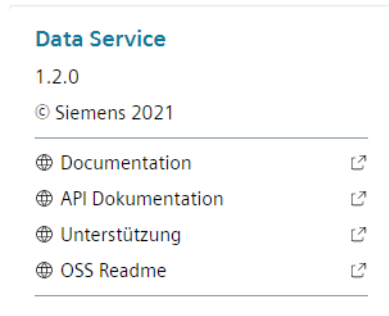 Data Service
1.2.0
© Siemens 2021
Documentation
API Dokumentation
Unterstützung
OSS Readme